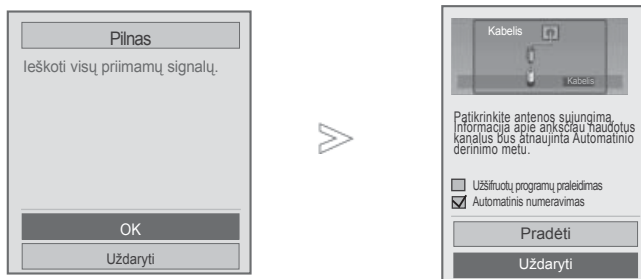 Pilnas
Ieškoti visų priimamų signalų.
OK
Uždaryti
Kabelis
Kabelis
Patikrinkite antenos sujungimą.
Informacija apie anksčiau naudotus
kanalus bus atnaujinta Automatinio
derinimo metu.
Užšifruotų programų praleidimas
Automatinis numeravimas
Pradėti
Uždaryti